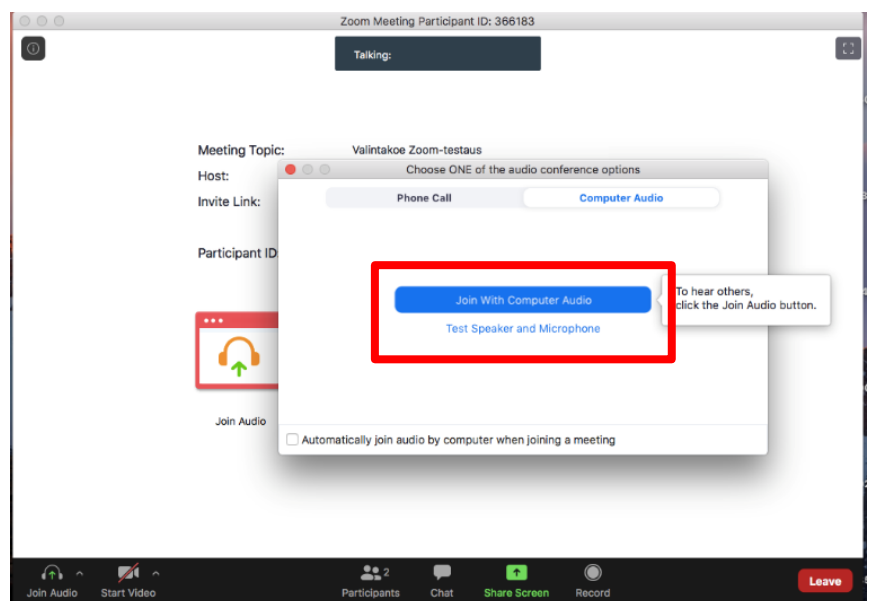 Zoom Meeting Participant ID: 366183
Talking:
Meeting Topic: Valintakoe Zoom-testaus
Host:
Invite Link:
Participant ID
Choose ONE of the audio conference options
Phone Call Computer Audio
Join With Computer Audio
Test Speaker and Microphone
To hear others,
click the Join Audio button.
Automatically join audio by computer when joining a meeting
Join Audio
Join Audio Start Video 2 Participants Chat Share Screen Record Leave